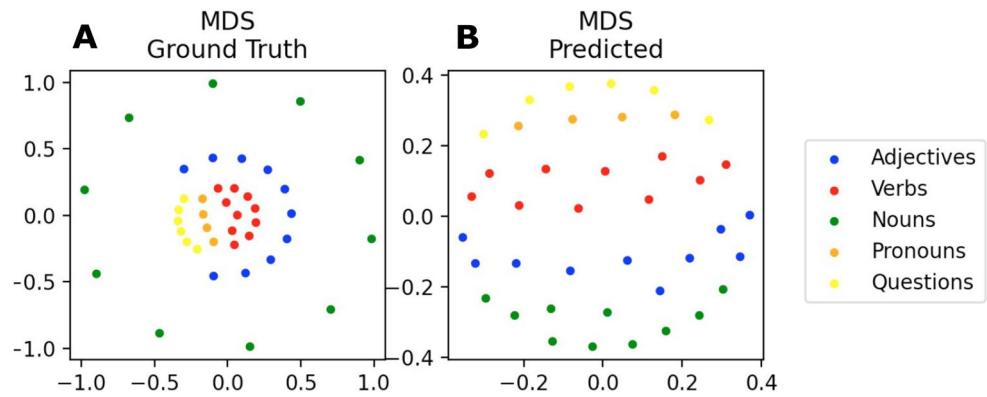 A
MDS
Ground Truth
B
MDS
Predicted
1.0
0.5
0.0
−0.5
−1.0
−1.0 −0.5 0.0 0.5 1.0
0.4
0.2
0.0
−0.2
−0.4
−0.2 0.0 0.2 0.4
Adjectives
Verbs
Nouns
Pronouns
Questions